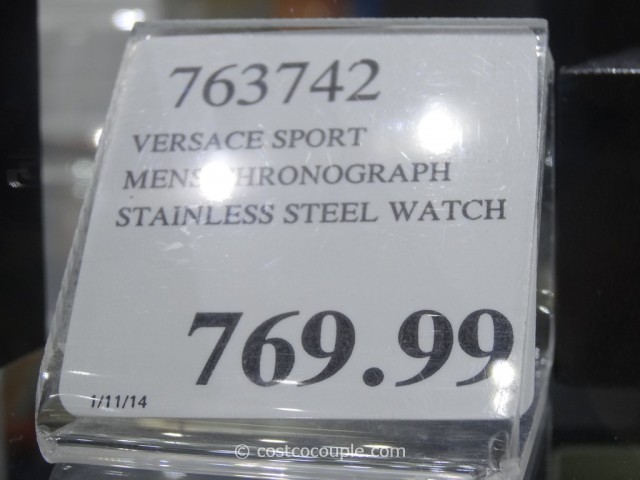 763742
VERSACE SPORT
MENS CHRONOGRAPH
STAINLESS STEEL WATCH
769.99
1/11/14
© costcocouple.com